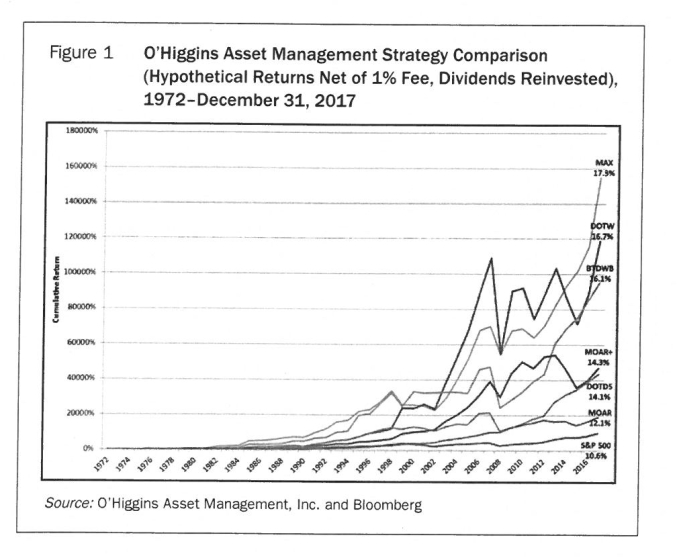 Figure 1 O'Higgins Asset Management Strategy Comparison
(Hypothetical Returns Net of 1% Fee, Dividends Reinvested),
1972–December 31, 2017
180000%
160000%
140000%
120000%
100000%
80000%
60000%
40000%
20000%
0%
Cumulative Return
MAX
17.3%
DOTW
16.7%
BTDWB
16.1%
MOAR+
14.3%
DOTDS
14.1%
MOAR
12.1%
S&P 500
10.6%
1972 1974 1976 1978 1980 1982 1984 1986 1988 1990 1992 1994 1996 1998 2000 2002 2004 2006 2008 2010 2012 2014 2016
Source: O'Higgins Asset Management, Inc. and Bloomberg